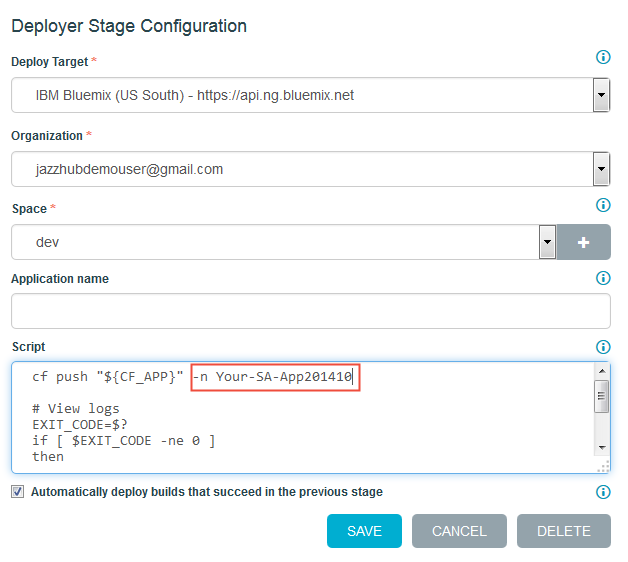 Deployer Stage Configuration
Deploy Target *
IBM Bluemix (US South) - https://api.ng.bluemix.net
Organization *
jazzhubdemouser@gmail.com
Space *
dev
+
Application name
Script
cf push "${CF_APP}" -n Your-SA-App201410
# View logs
EXIT_CODE=$?
if [ $EXIT_CODE -ne 0 ]
then
Automatically deploy builds that succeed in the previous stage
SAVE CANCEL DELETE